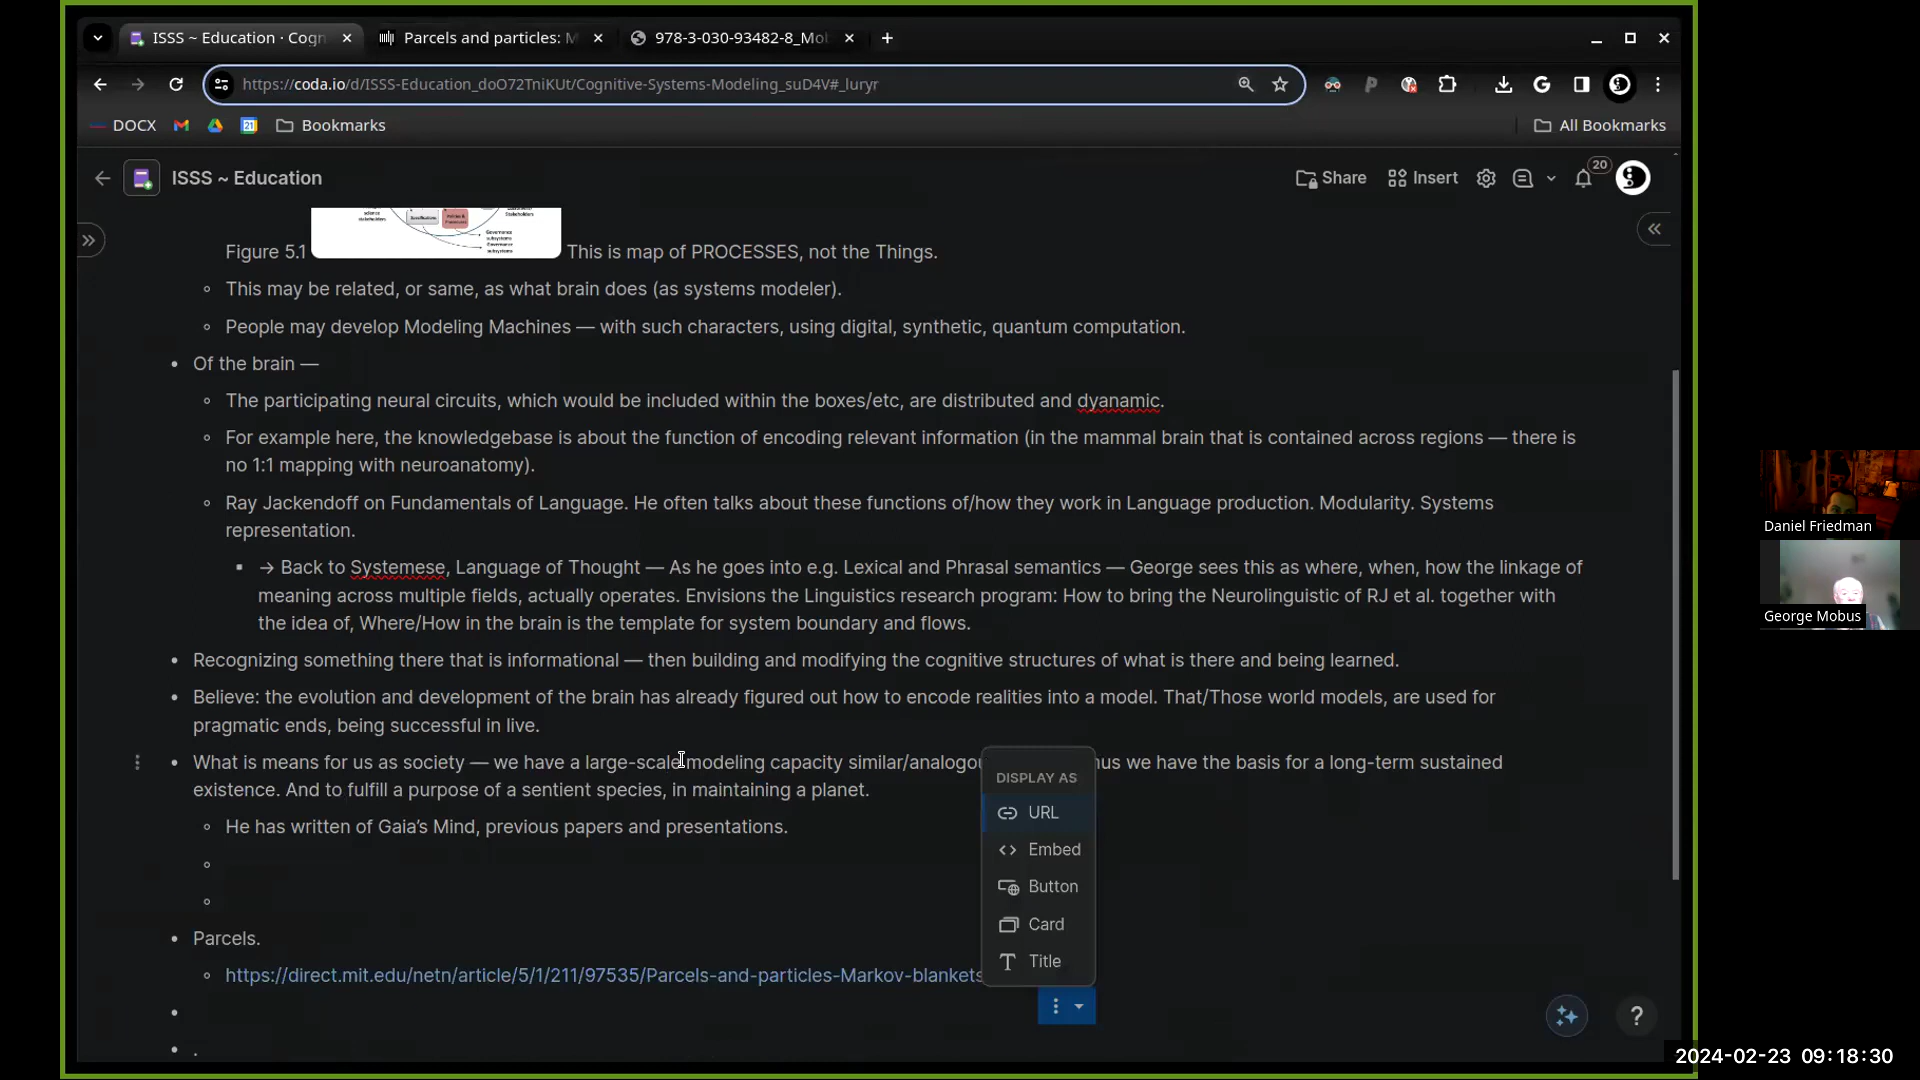 ISSS ~ Education · Cogn
Parcels and particles: M
978-3-030-93482-8_Mob
https://coda.io/d/ISSS-Education_doO72TniKUt/Cognitive-Systems-Modeling_suD4V#_luryr
DOCX
21
Bookmarks
All Bookmarks
ISSS ~ Education
Share
Insert
20
Specifications
Governance subsystems
Governance subsystems
Figure 5.1 This is map of PROCESSES, not the Things.
This may be related, or same, as what brain does (as systems modeler).
People may develop Modeling Machines — with such characters, using digital, synthetic, quantum computation.
Of the brain —
The participating neural circuits, which would be included within the boxes/etc, are distributed and dyanamic.
For example here, the knowledgebase is about the function of encoding relevant information (in the mammal brain that is contained across regions — there is
no 1:1 mapping with neuroanatomy).
Ray Jackendoff on Fundamentals of Language. He often talks about these functions of/how they work in Language production. Modularity. Systems
representation.
→ Back to Systemese, Language of Thought — As he goes into e.g. Lexical and Phrasal semantics — George sees this as where, when, how the linkage of
meaning across multiple fields, actually operates. Envisions the Linguistics research program: How to bring the Neurolinguistic of RJ et al. together with
the idea of, Where/How in the brain is the template for system boundary and flows.
Recognizing something there that is informational — then building and modifying the cognitive structures of what is there and being learned.
Believe: the evolution and development of the brain has already figured out how to encode realities into a model. That/Those world models, are used for
pragmatic ends, being successful in live.
What is means for us as society — we have a large-scale modeling capacity similar/analogou us we have the basis for a long-term sustained
existence. And to fulfill a purpose of a sentient species, in maintaining a planet.
He has written of Gaia's Mind, previous papers and presentations.
Parcels.
https://direct.mit.edu/netn/article/5/1/211/97535/Parcels-and-particles-Markov-blankets
.
DISPLAY AS
URL
Embed
Button
Card
Title
Daniel Friedman
George Mobus
2024-02-23 09:18:30